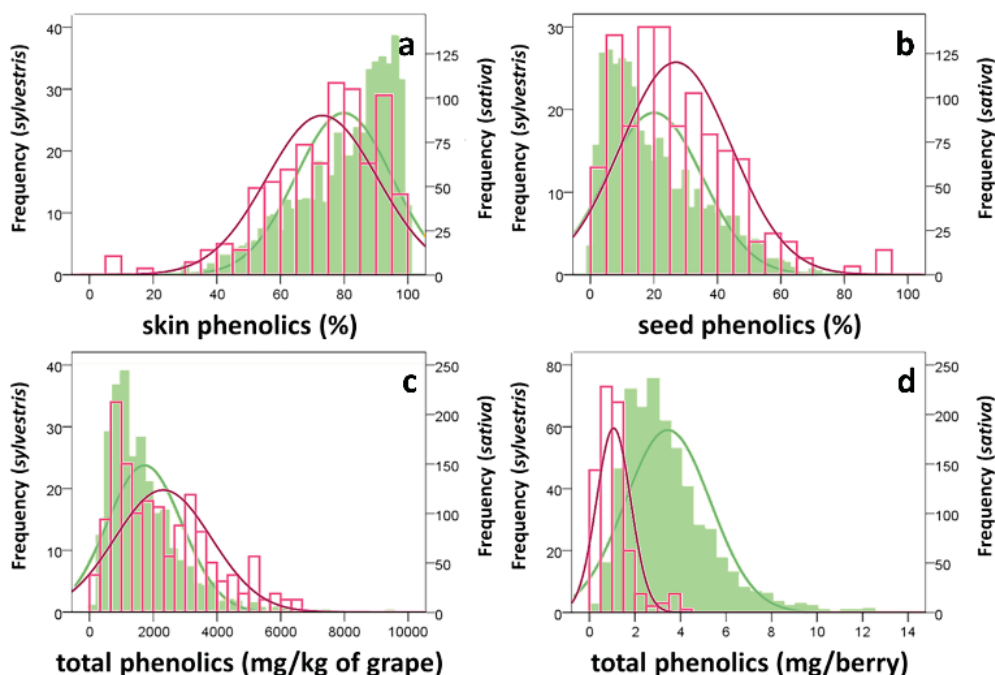 a
Frequency (sylvestris)
40
30
20
10
0
Frequency (sativa)
125
100
75
50
25
0
0 20 40 60 80 100
skin phenolics (%)
b
Frequency (sylvestris)
30
20
10
0
Frequency (sativa)
125
100
75
50
25
0
0 20 40 60 80 100
seed phenolics (%)
c
Frequency (sylvestris)
40
30
20
10
0
Frequency (sativa)
250
200
150
100
50
0
0 2000 4000 6000 8000 10000
total phenolics (mg/kg of grape)
d
Frequency (sylvestris)
80
60
40
20
0
Frequency (sativa)
250
200
150
100
50
0
0 2 4 6 8 10 12 14
total phenolics (mg/berry)